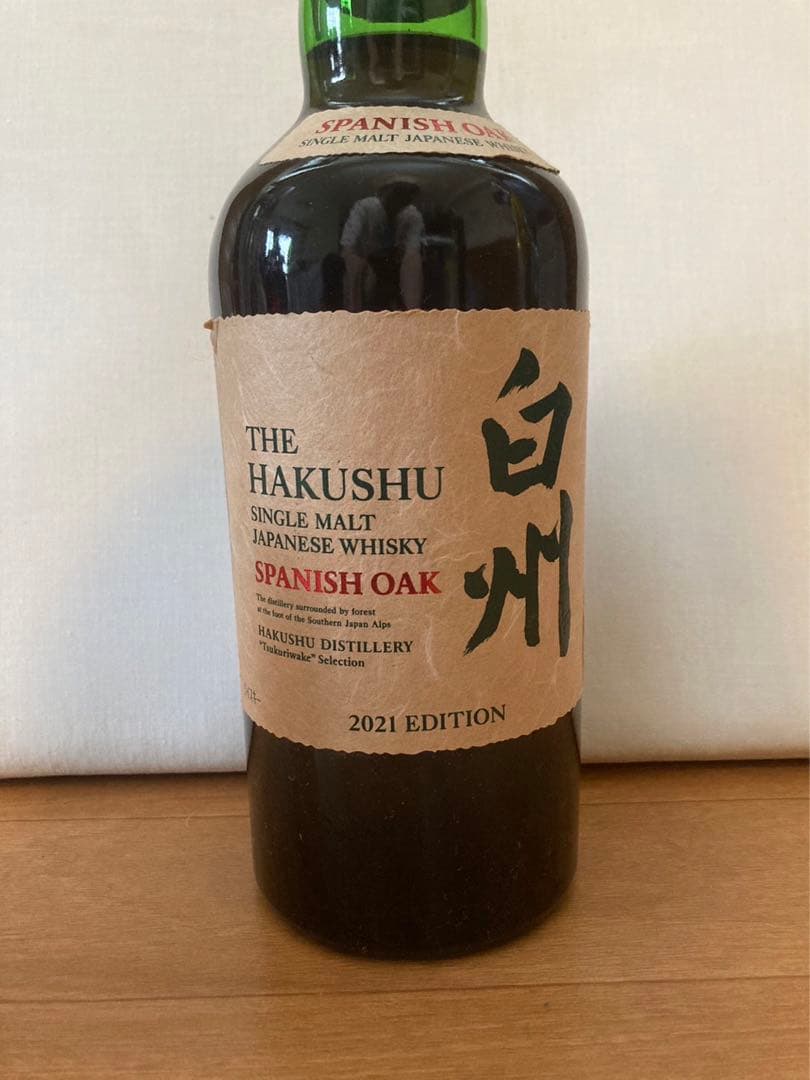 SPANISH OAK
SINGLE MALT JAPANESE WHISKY
THE
HAKUSHU
SINGLE MALT
JAPANESE WHISKY
SPANISH OAK
The distillery surrounded by forest
at the foot of the Southern Japan Alps
HAKUSHU DISTILLERY
"Tsukuriwake" Selection
白州
2021 EDITION